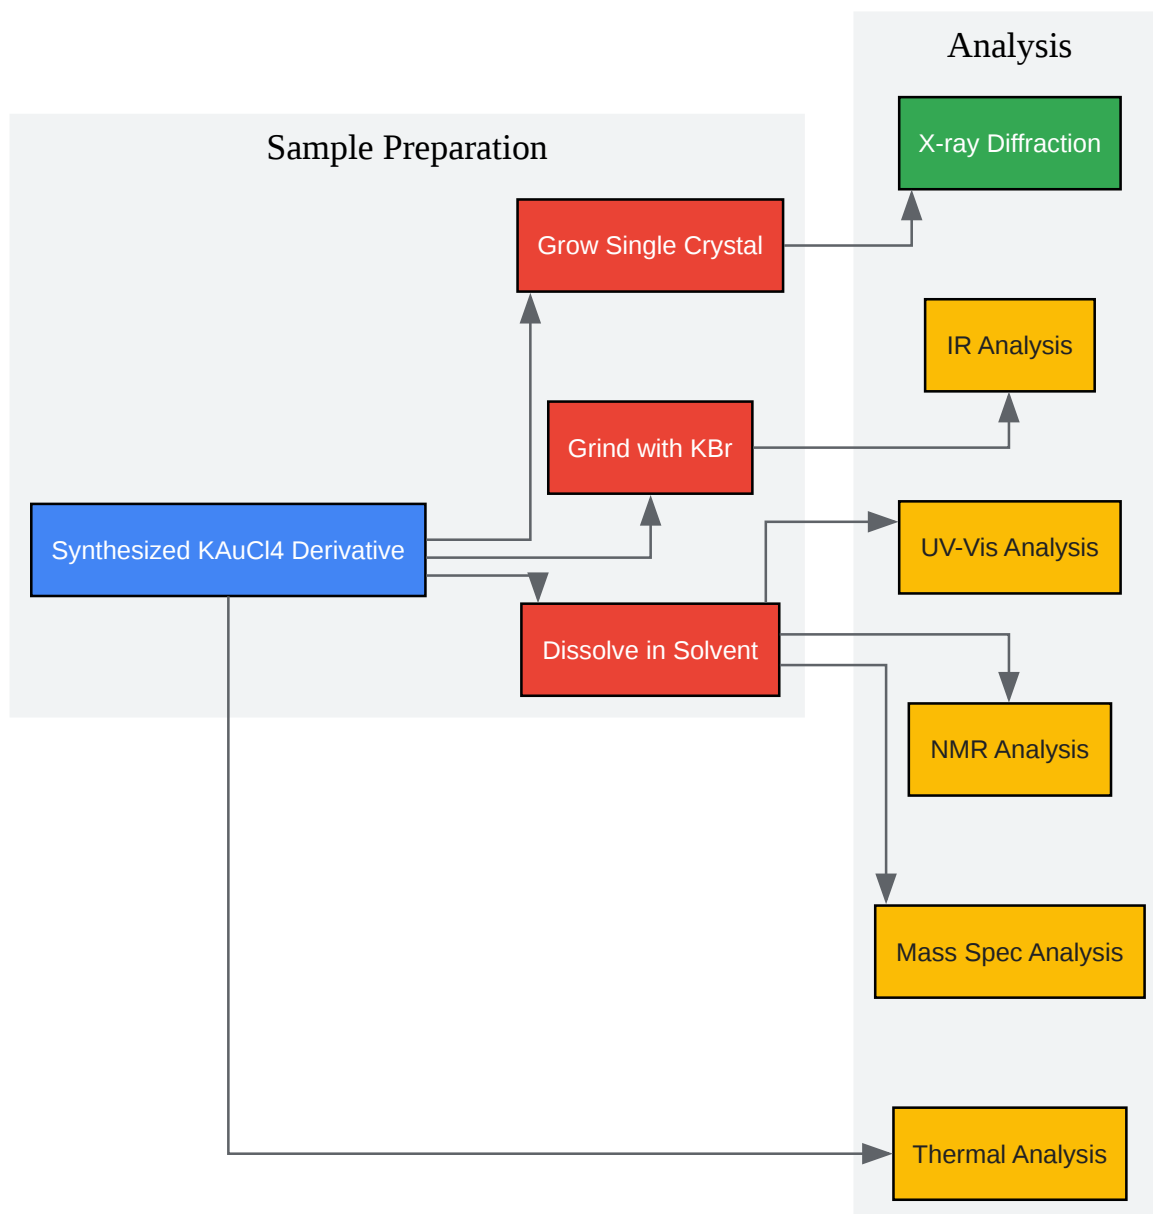 Analysis
Sample Preparation
X-ray Diffraction
Grow Single Crystal
IR Analysis
Grind with KBr
Synthesized KAuCl4 Derivative
UV-Vis Analysis
Dissolve in Solvent
NMR Analysis
Mass Spec Analysis
Thermal Analysis